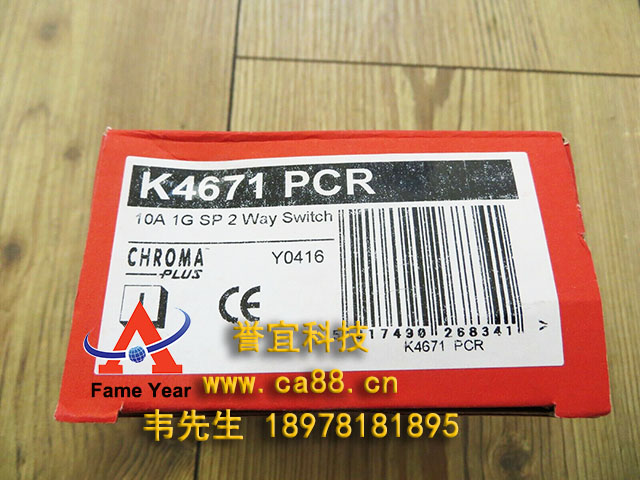 K4671 PCR
10A 1G SP 2 Way Switch
CHROMA™
PLUS
Y0416
CE
17430 268341 >
K4671 PCR
Fame Year
誉宜科技
www.ca88.cn
韦先生 18978181895